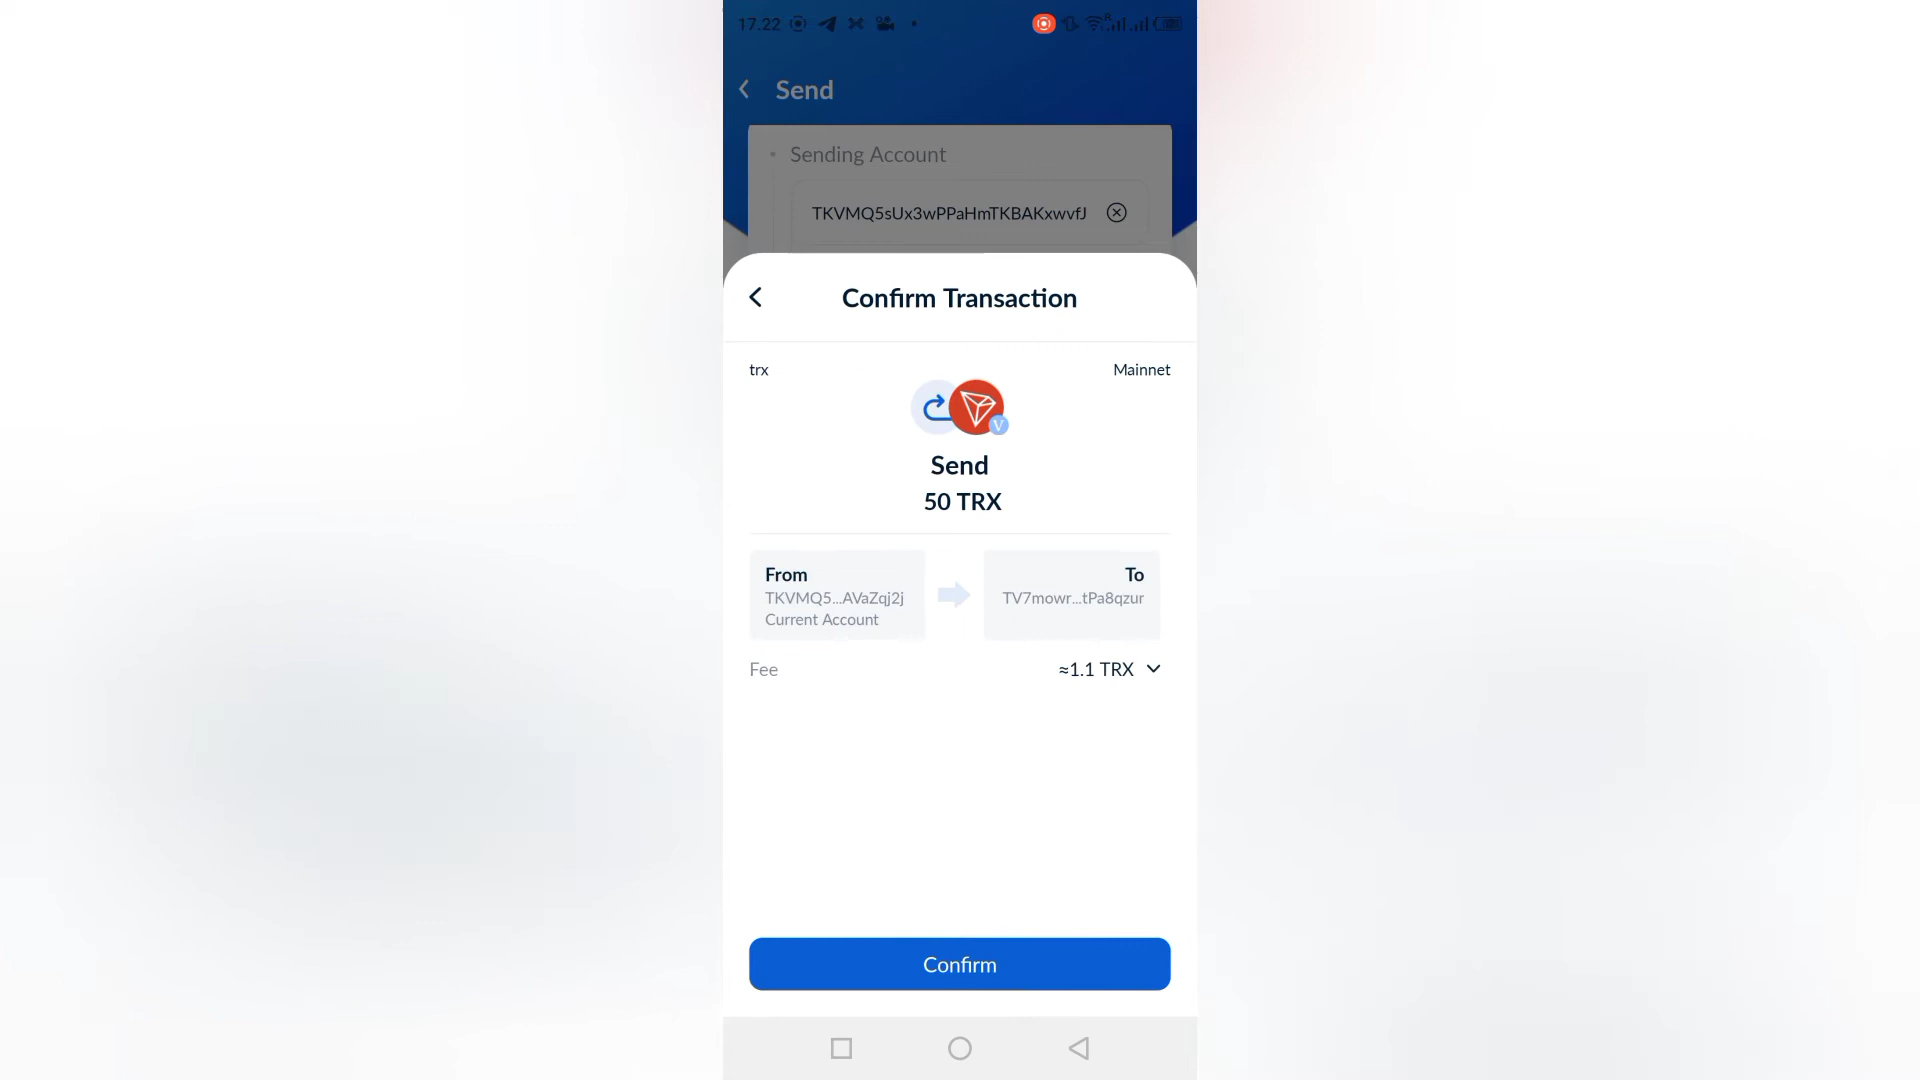 17.22
Send
Sending Account
TKVMQ5sUx3wPPaHmTKBAKxwvfJ
Confirm Transaction
trx
Mainnet
V
Send
50 TRX
From
To
TKVMQ5...AVaZqj2j
TV7mowr...tPa8qzur
Current Account
Fee
≈1.1 TRX
Confirm